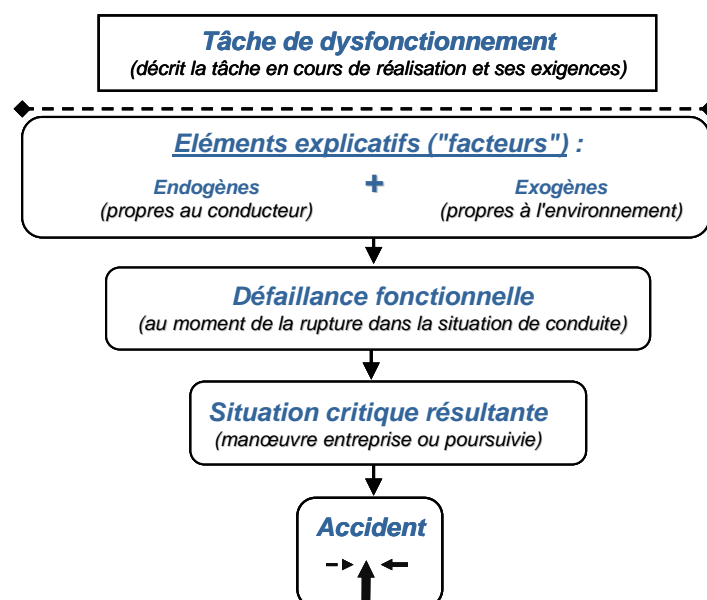 Tâche de dysfonctionnement
(décrit la tâche en cours de réalisation et ses exigences)
Eléments explicatifs ("facteurs") :
Endogènes + Exogènes
(propres au conducteur) (propres à l'environnement)
Défaillance fonctionnelle
(au moment de la rupture dans la situation de conduite)
Situation critique résultante
(manœuvre entreprise ou poursuivie)
Accident